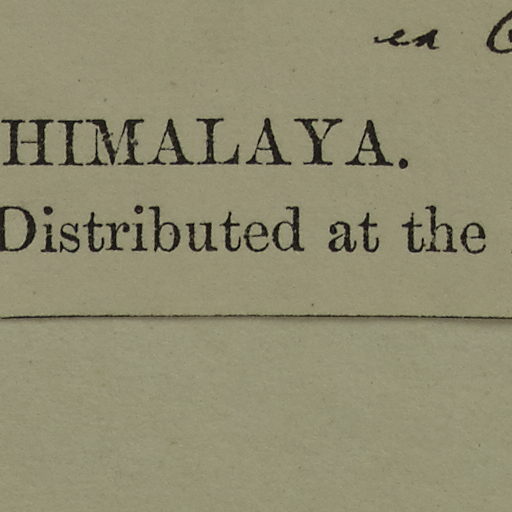 HIMALAYA.
Distributed at the